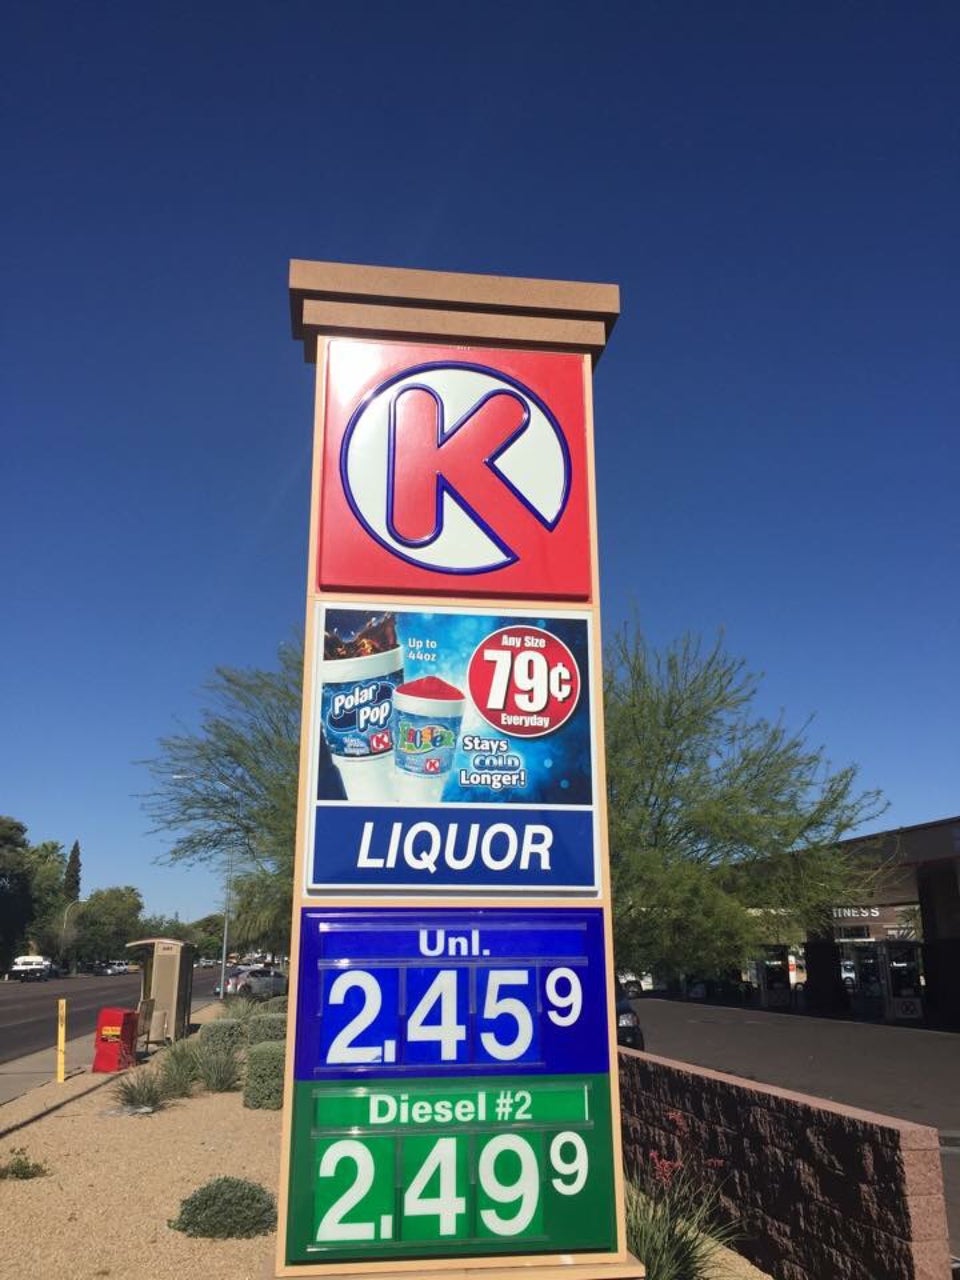 K
Up to
44oz
Any Size
79¢
Everyday
Polar
Pop
K
Froster
K
Stays
COLD
Longer!
LIQUOR
Unl.
2.459
Diesel #2
2.499